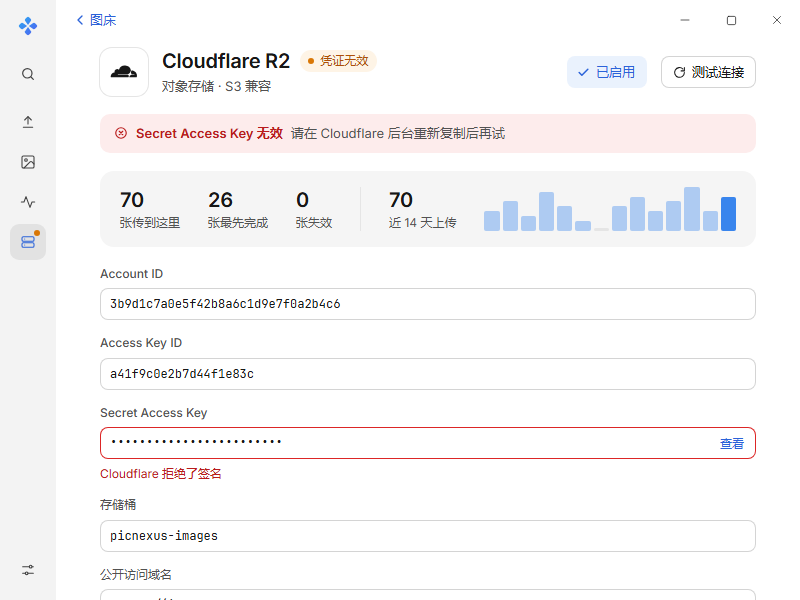 图床
Cloudflare R2
凭证无效
对象存储 · S3 兼容
已启用
测试连接
Secret Access Key 无效 请在 Cloudflare 后台重新复制后再试
70
26
0
70
张传到这里
张最先完成
张失效
近 14 天上传
Account ID
3b9d1c7a0e5f42b8a6c1d9e7f0a2b4c6
Access Key ID
a41f9c0e2b7d44f1e83c
Secret Access Key
••••••••••••••••••••••••
查看
Cloudflare 拒绝了签名
存储桶
picnexus-images
公开访问域名